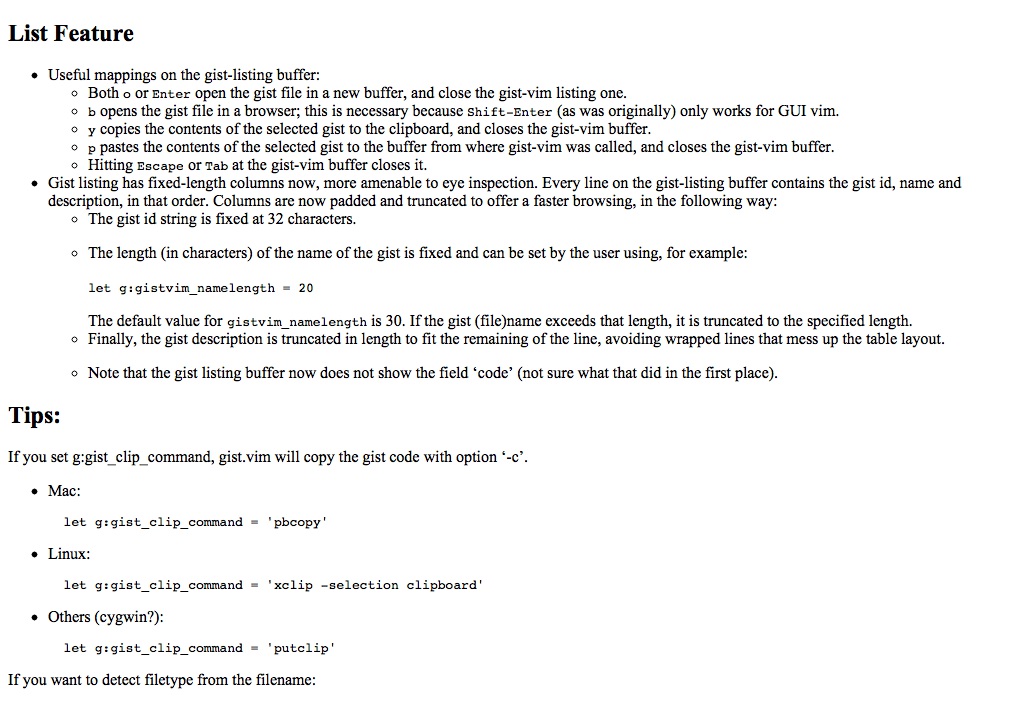 List Feature
• Useful mappings on the gist-listing buffer:
◦ Both o or Enter open the gist file in a new buffer, and close the gist-vim listing one.
◦ b opens the gist file in a browser; this is necessary because Shift-Enter (as was originally) only works for GUI vim.
◦ y copies the contents of the selected gist to the clipboard, and closes the gist-vim buffer.
◦ p pastes the contents of the selected gist to the buffer from where gist-vim was called, and closes the gist-vim buffer.
◦ Hitting Escape or Tab at the gist-vim buffer closes it.
• Gist listing has fixed-length columns now, more amenable to eye inspection. Every line on the gist-listing buffer contains the gist id, name and
description, in that order. Columns are now padded and truncated to offer a faster browsing, in the following way:
◦ The gist id string is fixed at 32 characters.
◦ The length (in characters) of the name of the gist is fixed and can be set by the user using, for example:
let g:gistvim_namelength = 20
The default value for gistvim_namelength is 30. If the gist (file)name exceeds that length, it is truncated to the specified length.
◦ Finally, the gist description is truncated in length to fit the remaining of the line, avoiding wrapped lines that mess up the table layout.
◦ Note that the gist listing buffer now does not show the field ‘code’ (not sure what that did in the first place).
Tips:
If you set g:gist_clip_command, gist.vim will copy the gist code with option ‘-c’.
• Mac:
let g:gist_clip_command = 'pbcopy'
• Linux:
let g:gist_clip_command = 'xclip -selection clipboard'
• Others (cygwin?):
let g:gist_clip_command = 'putclip'
If you want to detect filetype from the filename: